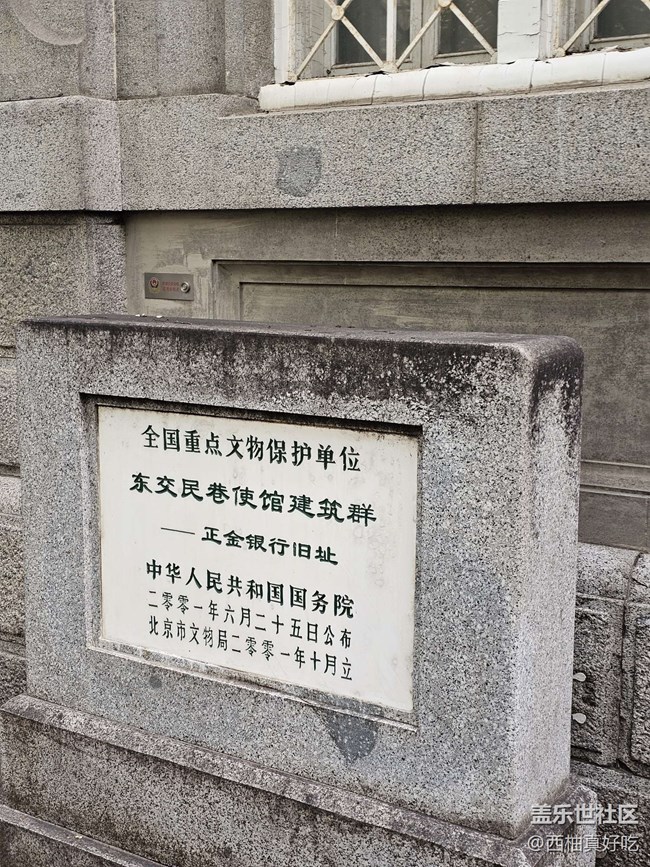 全国重点文物保护单位
东交民巷使馆建筑群
——正金银行旧址
中华人民共和国国务院
二零零一年六月二十五日公布
北京市文物局二零零一年十月立
盖乐世社区
@西柚真好吃